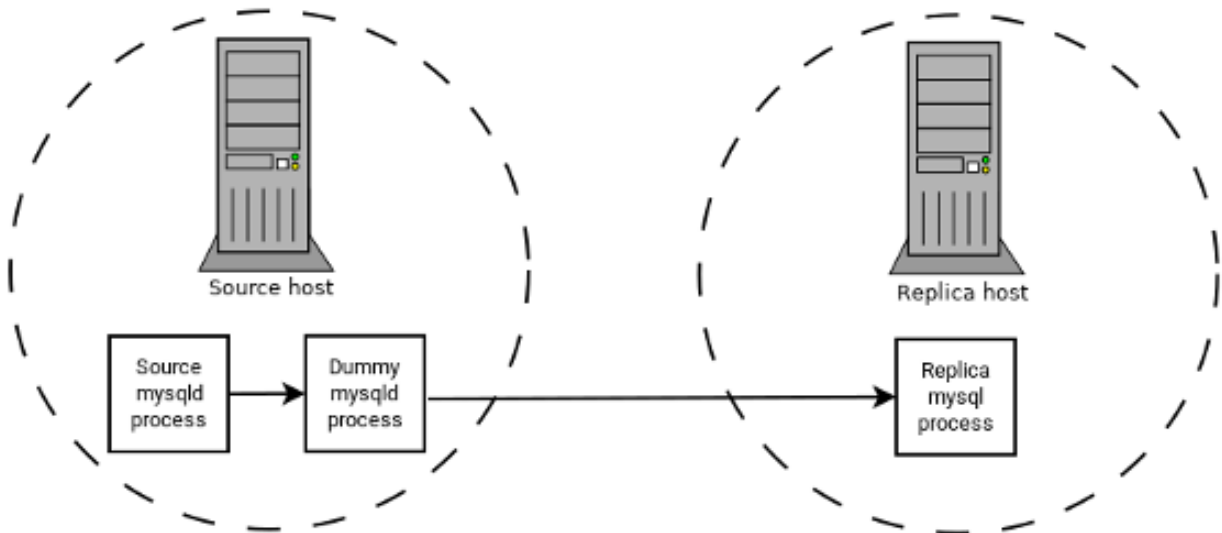 Source host
Replica host
Source
mysqld
process
Dummy
mysqld
process
Replica
mysql
process